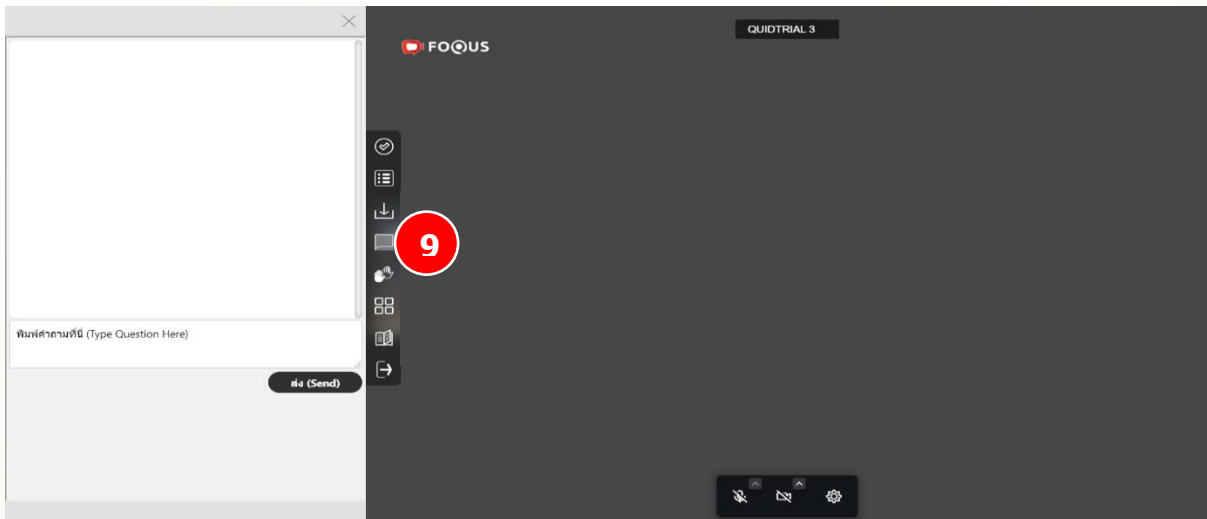 QUIDTRIAL 3
FOQUS
9
พิมพ์คำถามที่นี่ (Type Question Here)
ส่ง (Send)